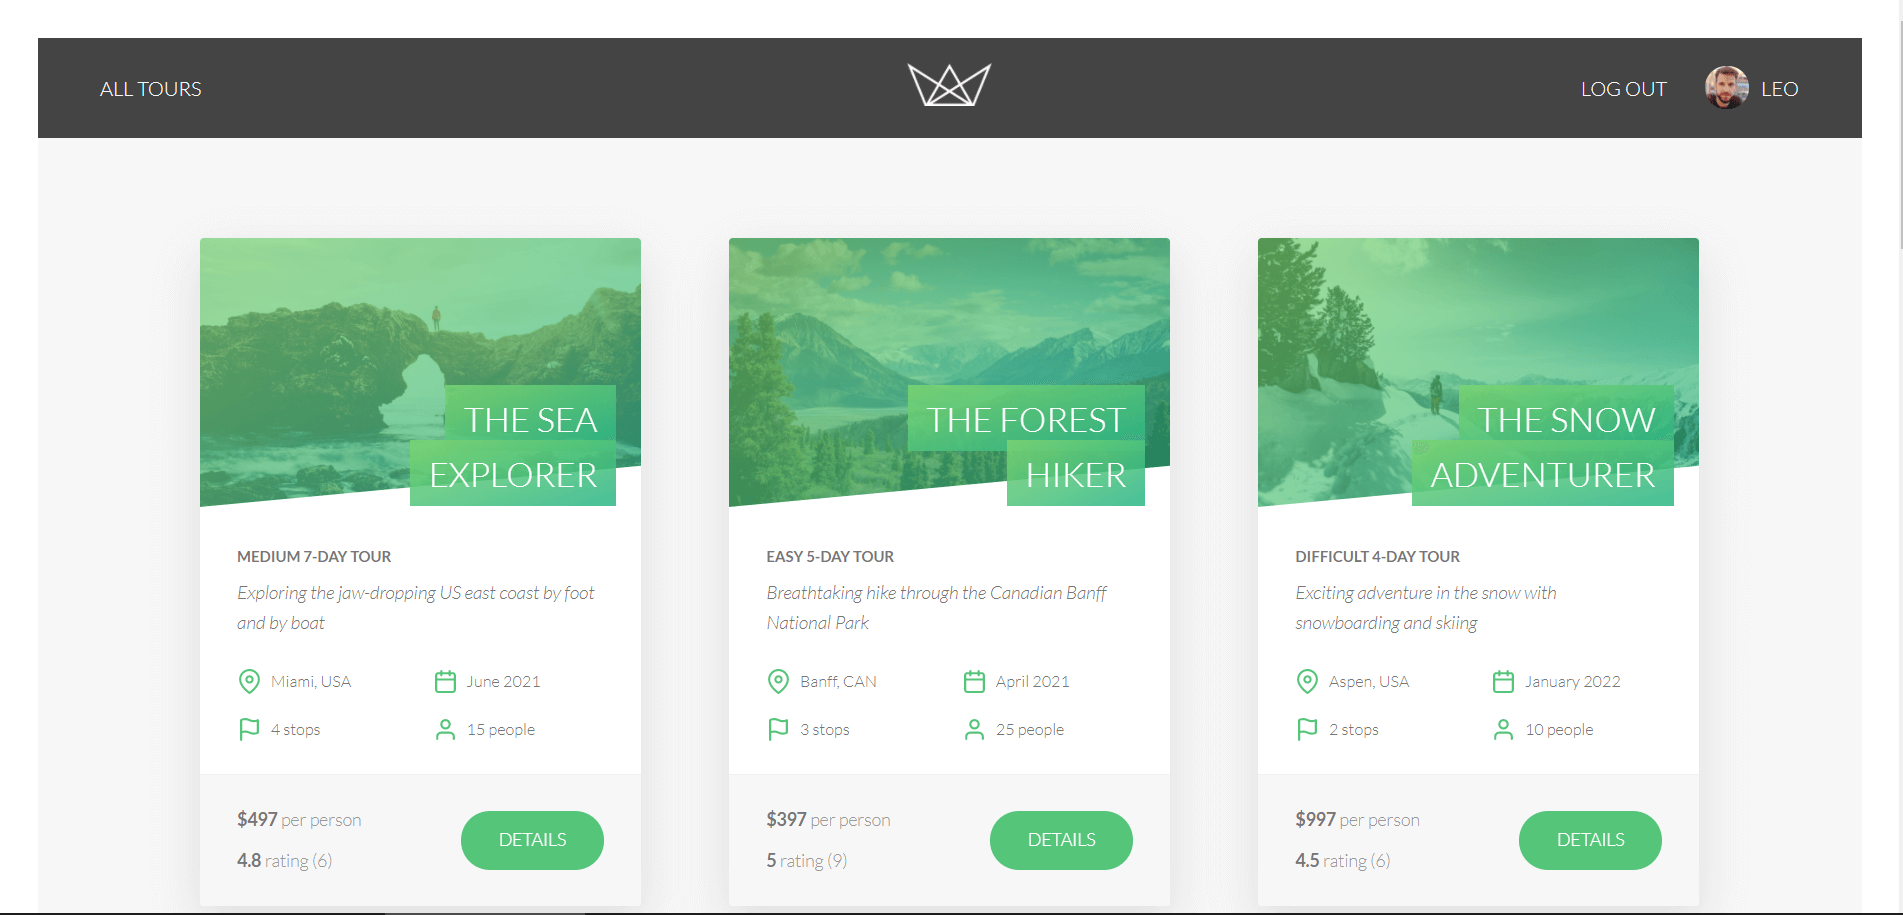 ALL TOURS
LOG OUT
LEO
THE SEA
EXPLORER
MEDIUM 7-DAY TOUR
Exploring the jaw-dropping US east coast by foot
and by boat
Miami, USA
June 2021
4 stops
15 people
$497 per person
4.8 rating (6)
DETAILS
THE FOREST
HIKER
EASY 5-DAY TOUR
Breathtaking hike through the Canadian Banff
National Park
Banff, CAN
April 2021
3 stops
25 people
$397 per person
5 rating (9)
DETAILS
THE SNOW
ADVENTURER
DIFFICULT 4-DAY TOUR
Exciting adventure in the snow with
snowboarding and skiing
Aspen, USA
January 2022
2 stops
10 people
$997 per person
4.5 rating (6)
DETAILS